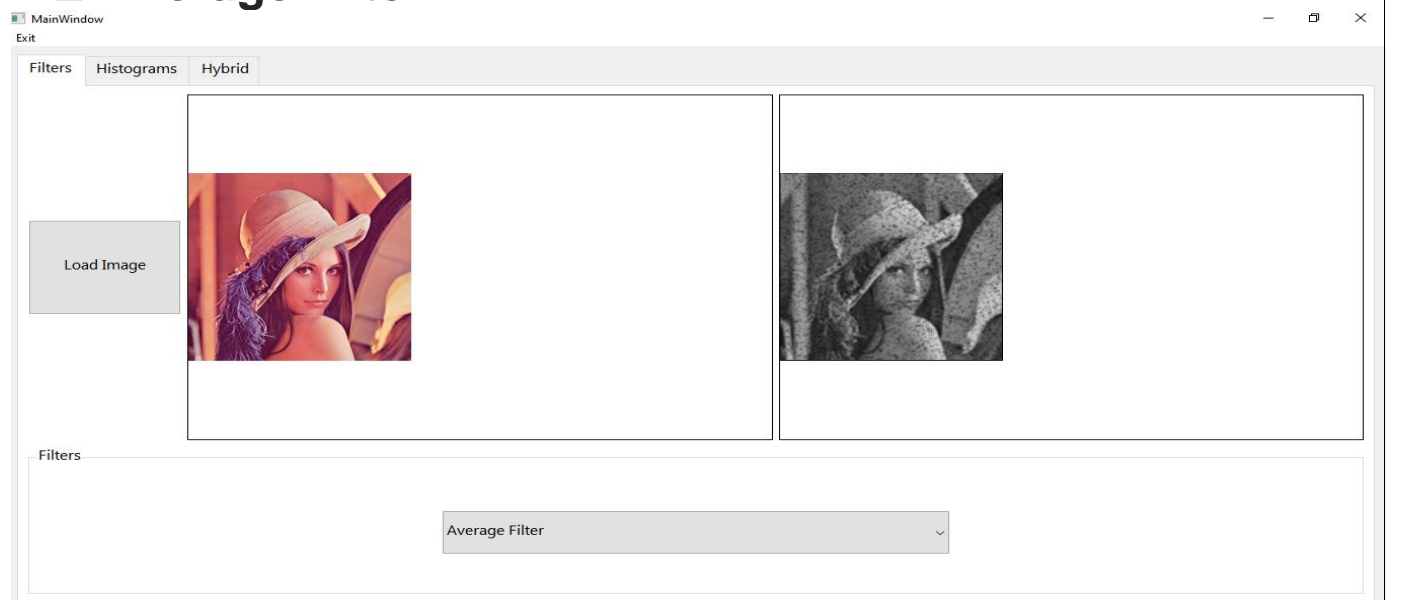 MainWindow
Exit
Filters Histograms Hybrid
Load Image
Filters
Average Filter